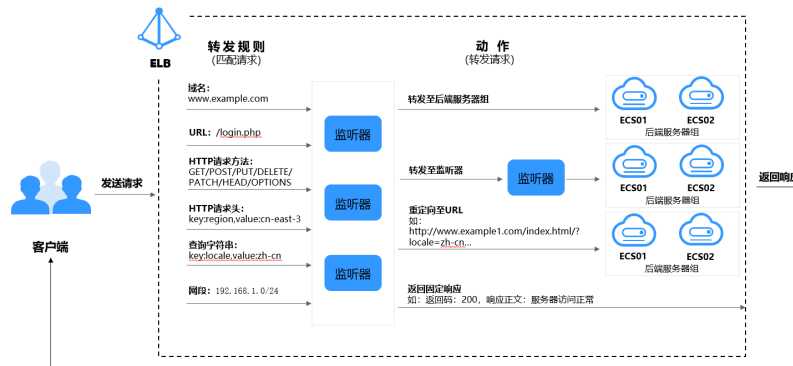 ELB
转发规则
(匹配请求)
动 作
(转发请求)
域名：
www.example.com
URL：/login.php
HTTP请求方法：
GET/POST/PUT/DELETE/
PATCH/HEAD/OPTIONS
HTTP请求头：
key:region,value:cn-east-3
查询字符串：
key:locale,value:zh-cn
网段：192.168.1.0/24
监听器
监听器
监听器
转发至后端服务器组
转发至监听器
监听器
重定向至URL
如：
http://www.example1.com/index.html/?
locale=zh-cn...
返回固定响应
如：返回码：200，响应正文：服务器访问正常
ECS01
ECS02
后端服务器组
ECS01
ECS02
后端服务器组
ECS01
ECS02
后端服务器组
客户端
发送请求
返回响应